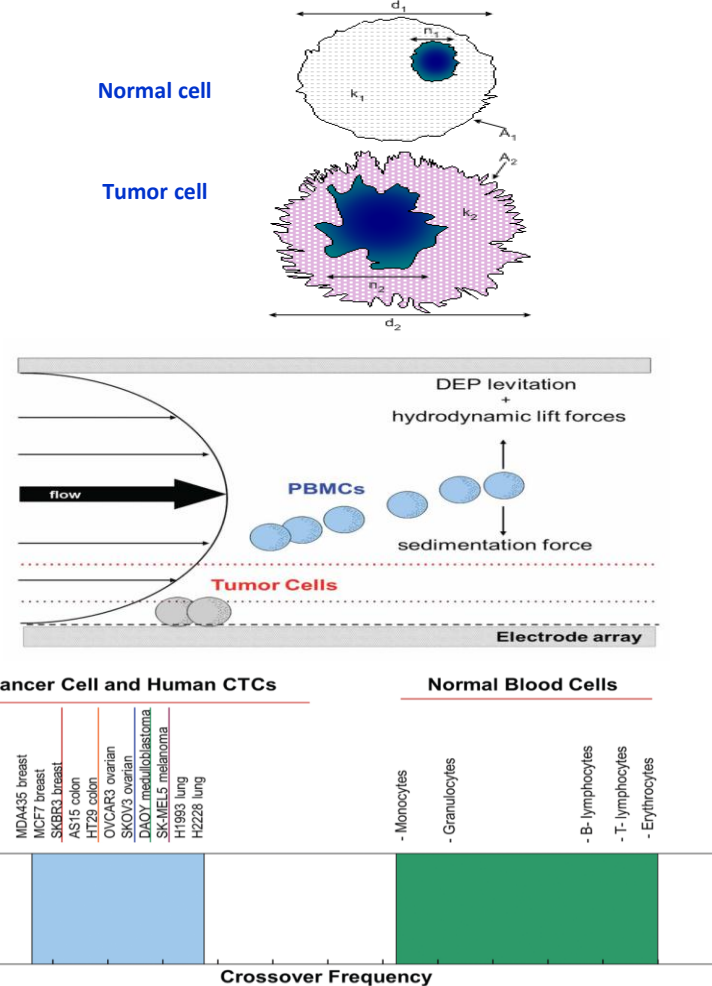 d1
n1
Normal cell
k1
A1
A2
Tumor cell
k2
n2
d2
DEP levitation
+
hydrodynamic lift forces
flow
PBMCs
sedimentation force
Tumor Cells
Electrode array
ancer Cell and Human CTCs
Normal Blood Cells
MDA435 breast
MCF7 breast
SKBR3 breast
AS15 colon
HT29 colon
OVCAR3 ovarian
SKOV3 ovarian
DAOY medulloblastoma
SK-MEL5 melanoma
H1993 lung
H2228 lung
- Monocytes
- Granulocytes
- B- lymphocytes
- T- lymphocytes
- Erythrocytes
Crossover Frequency